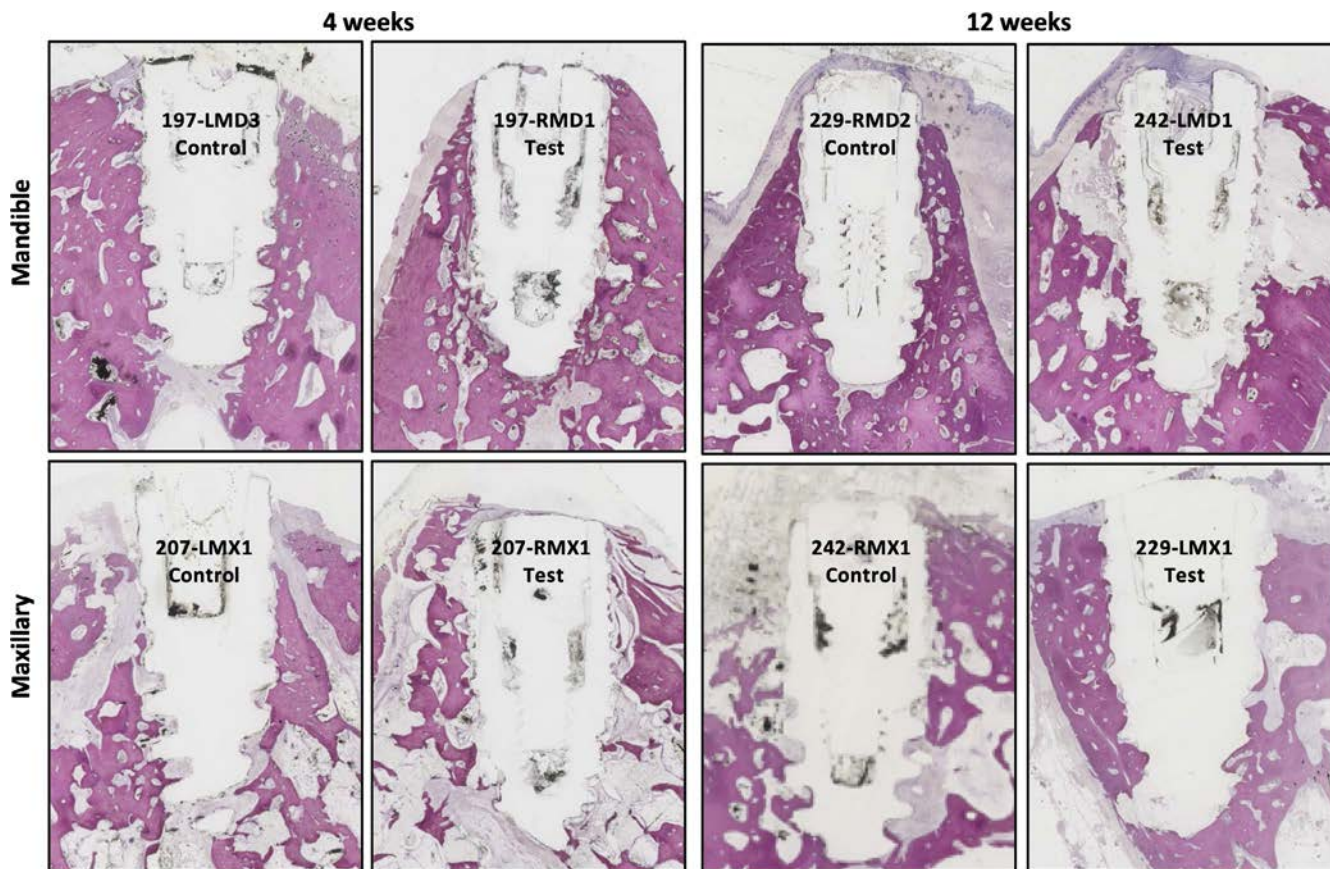 4 weeks
12 weeks
Mandible
197-LMD3
Control
197-RMD1
Test
229-RMD2
Control
242-LMD1
Test
Maxillary
207-LMX1
Control
207-RMX1
Test
242-RMX1
Control
229-LMX1
Test